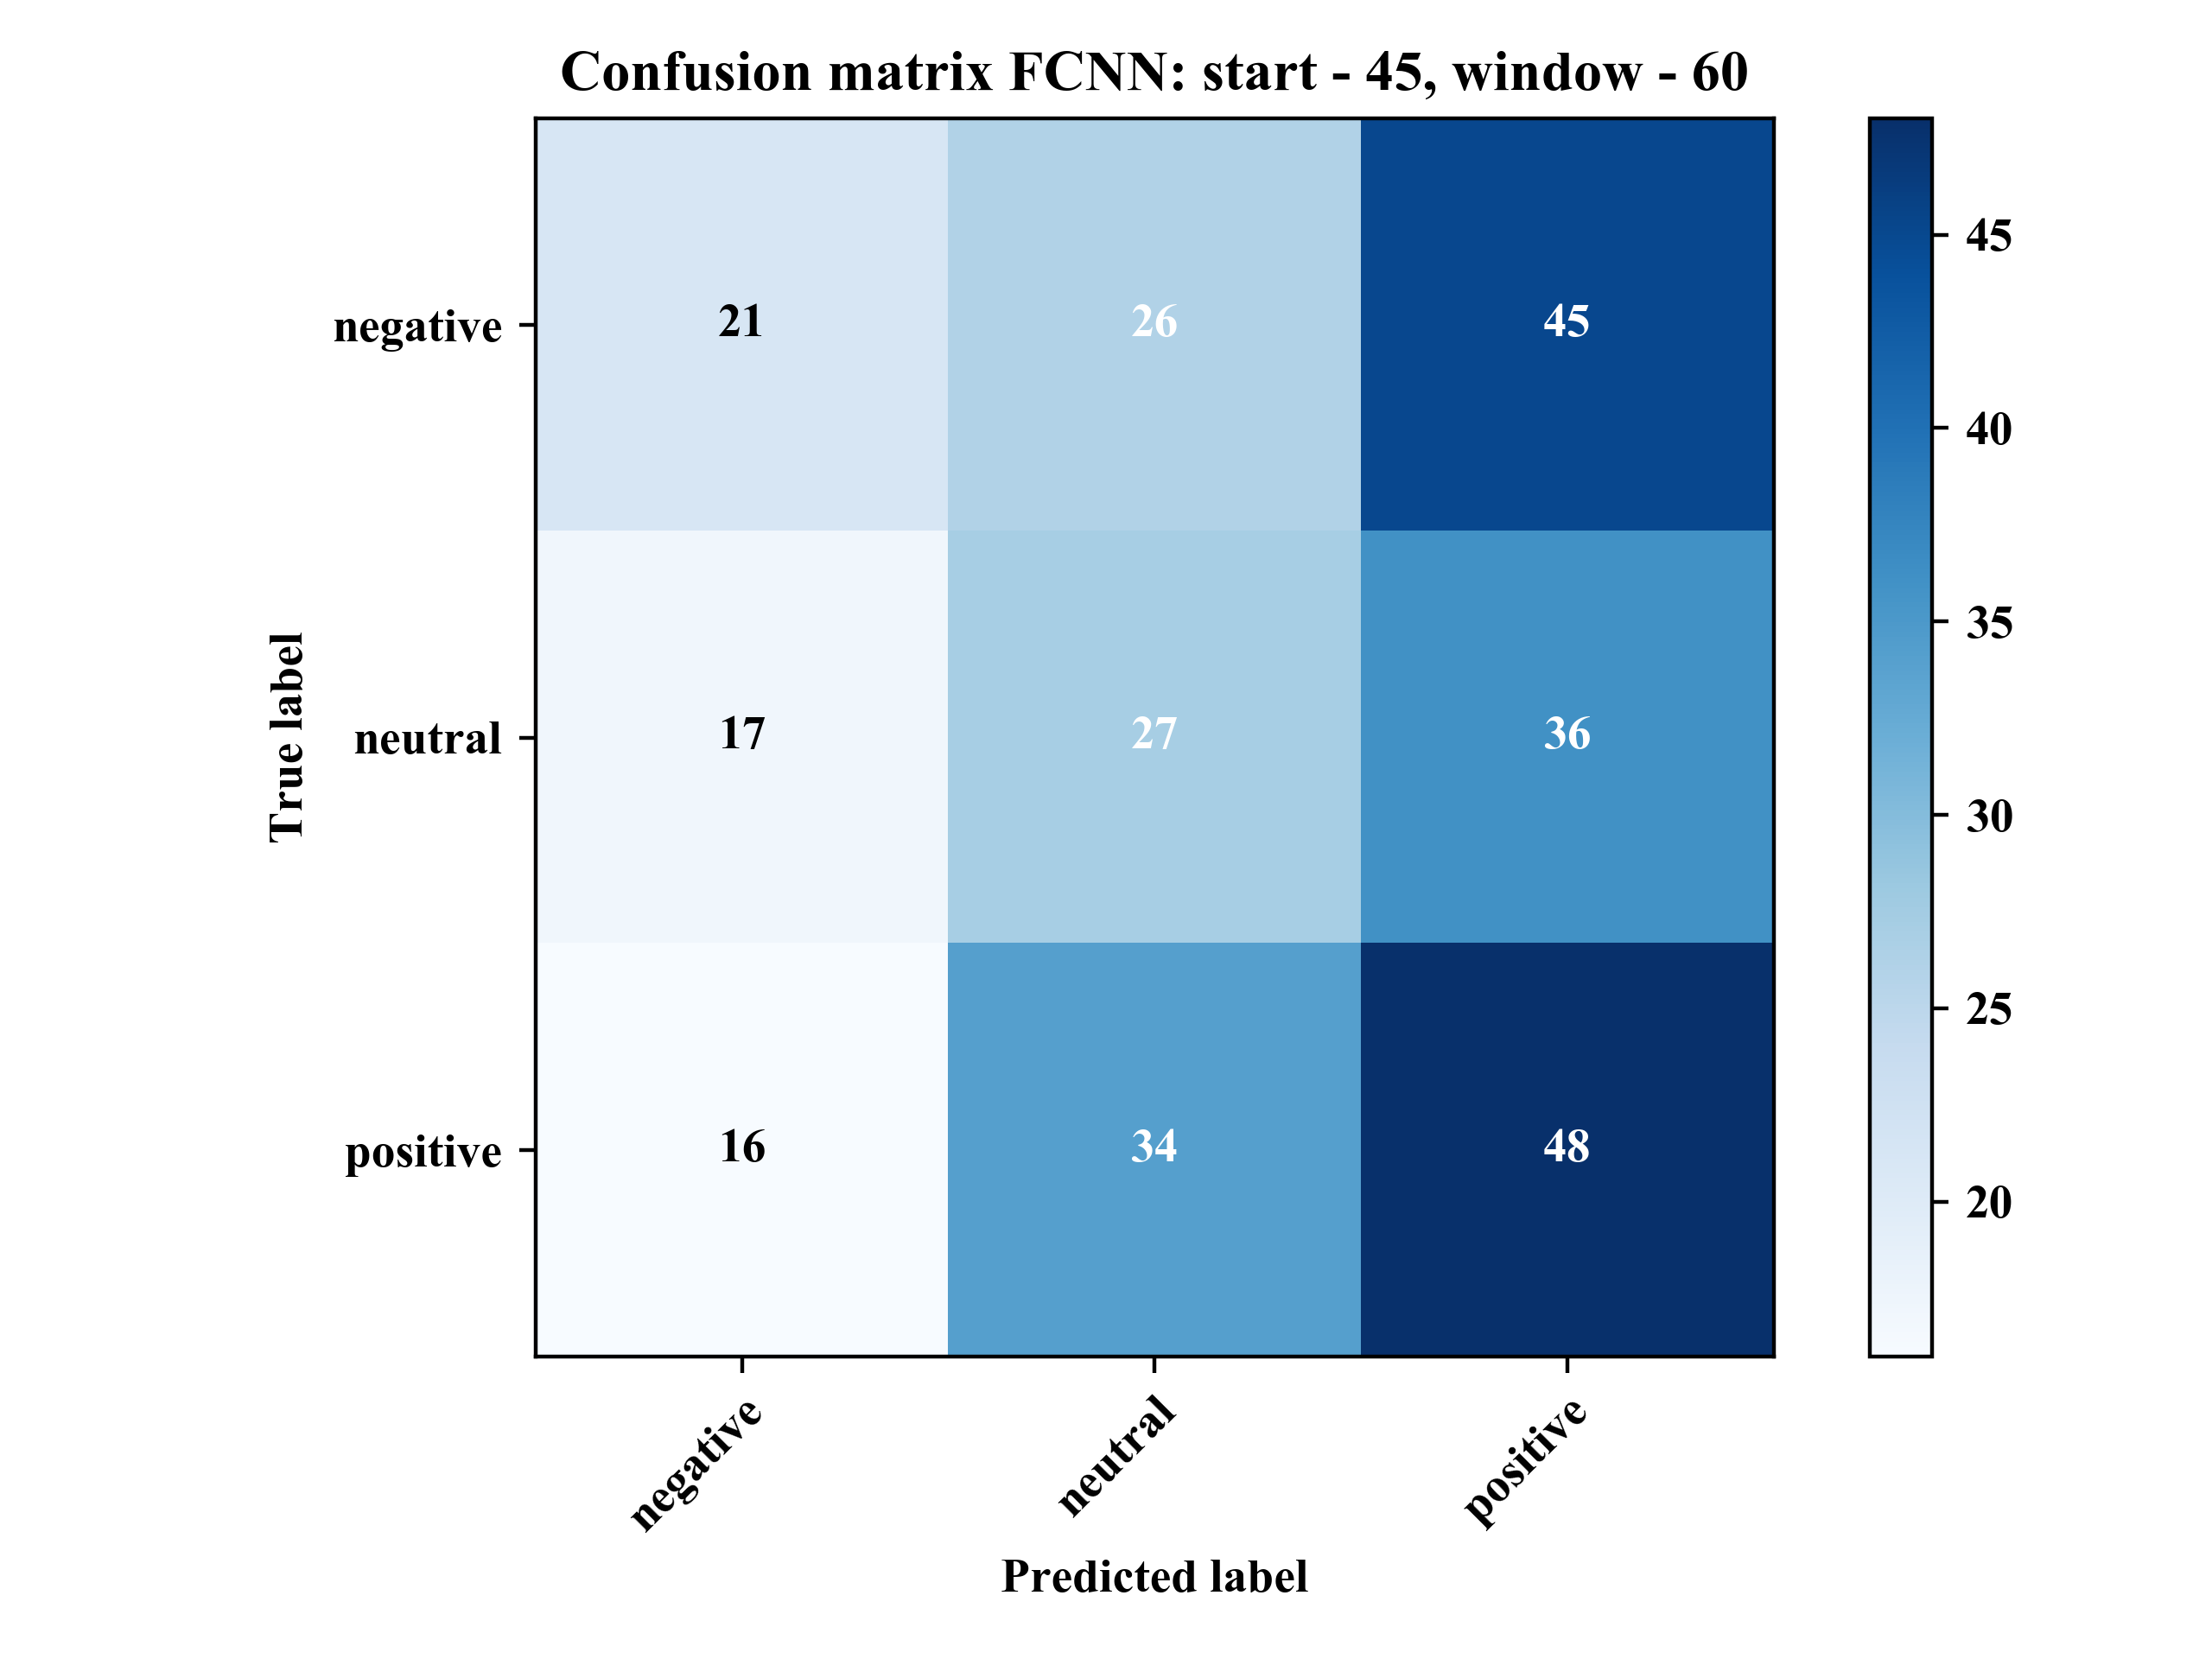 Confusion matrix FCNN: start - 45, window - 60
True label
negative
21 26 45
neutral
17 27 36
positive
16 34 48
negative neutral positive
Predicted label
45
40
35
30
25
20